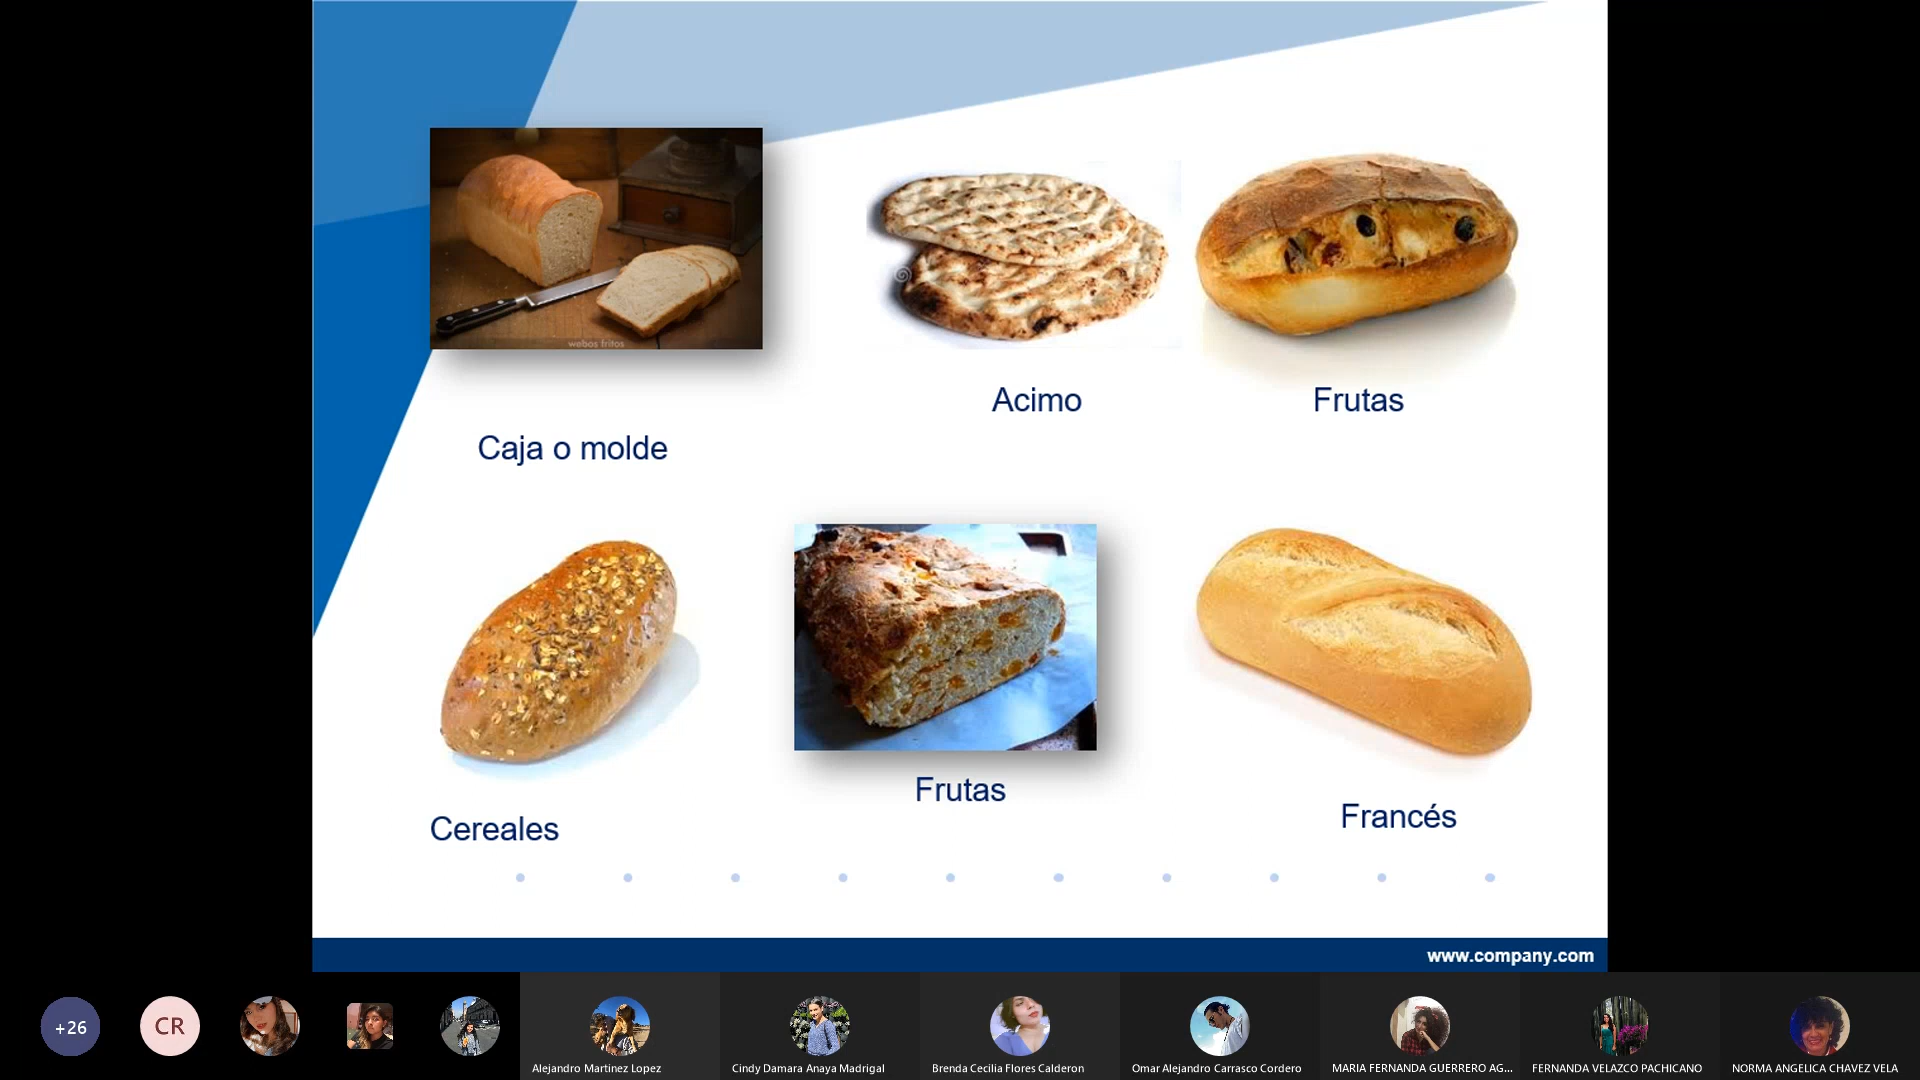 webos fritos
Acimo
Frutas
Caja o molde
Frutas
Cereales
Francés
www.company.com
+26
CR
Alejandro Martinez Lopez
Cindy Damara Anaya Madrigal
Brenda Cecilia Flores Calderon
Omar Alejandro Carrasco Cordero
MARIA FERNANDA GUERRERO AG...
FERNANDA VELAZCO PACHICANO
NORMA ANGELICA CHAVEZ VELA